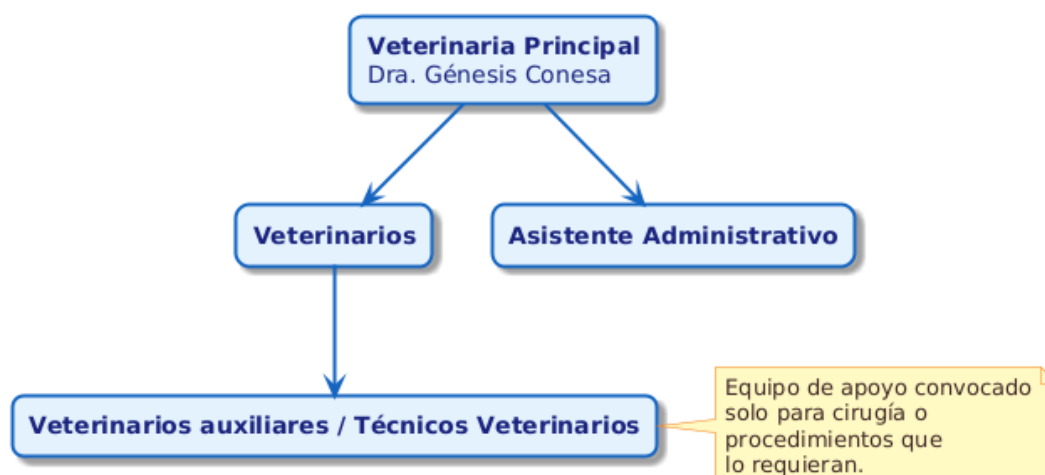 Veterinaria Principal
Dra. Génesis Conesa
Veterinarios
Asistente Administrativo
Veterinarios auxiliares / Técnicos Veterinarios
Equipo de apoyo convocado
solo para cirugía o
procedimientos que
lo requieran.